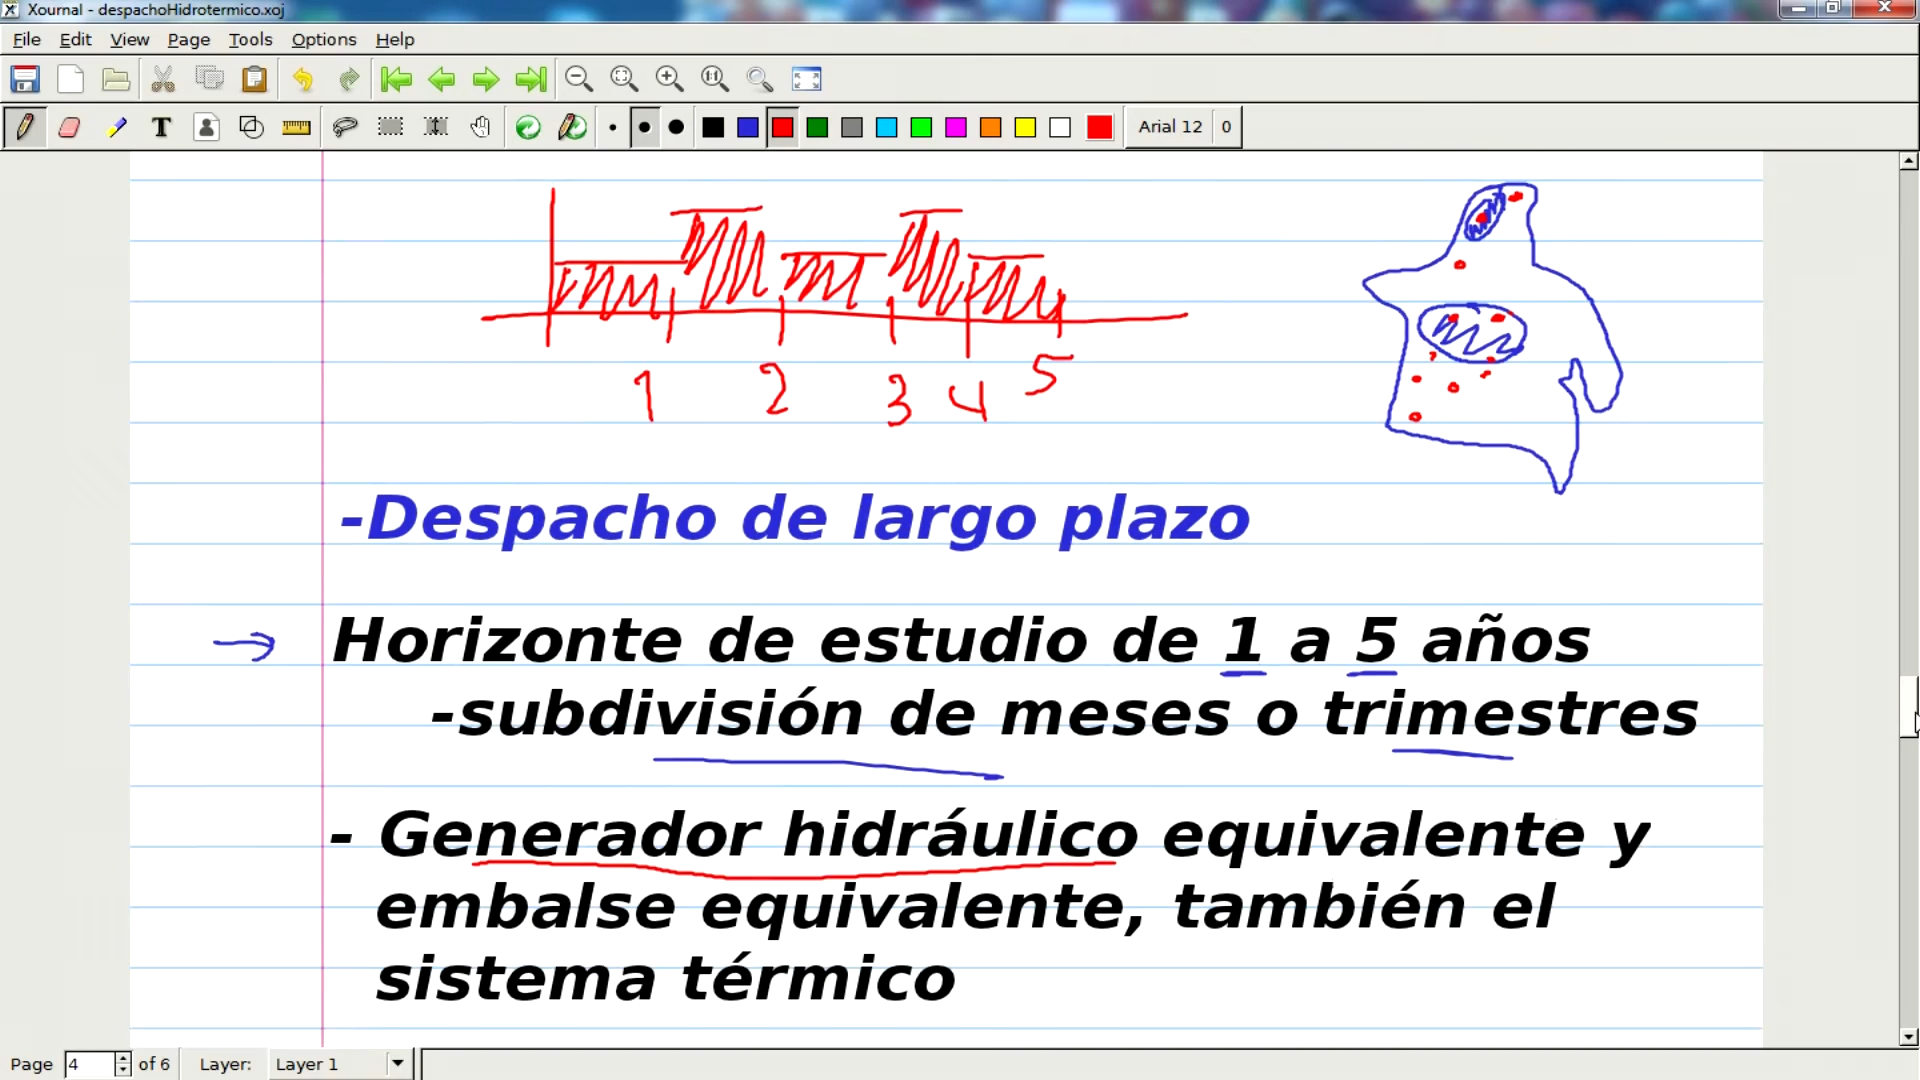 Xournal - despachoHidrotermico.xoj
File Edit View Page Tools Options Help
Arial 12 0
1 2 3 4 5
-Despacho de largo plazo
Horizonte de estudio de 1 a 5 años
-subdivisión de meses o trimestres
- Generador hidráulico equivalente y
embalse equivalente, también el
sistema térmico
Page 4 of 6 Layer: Layer 1